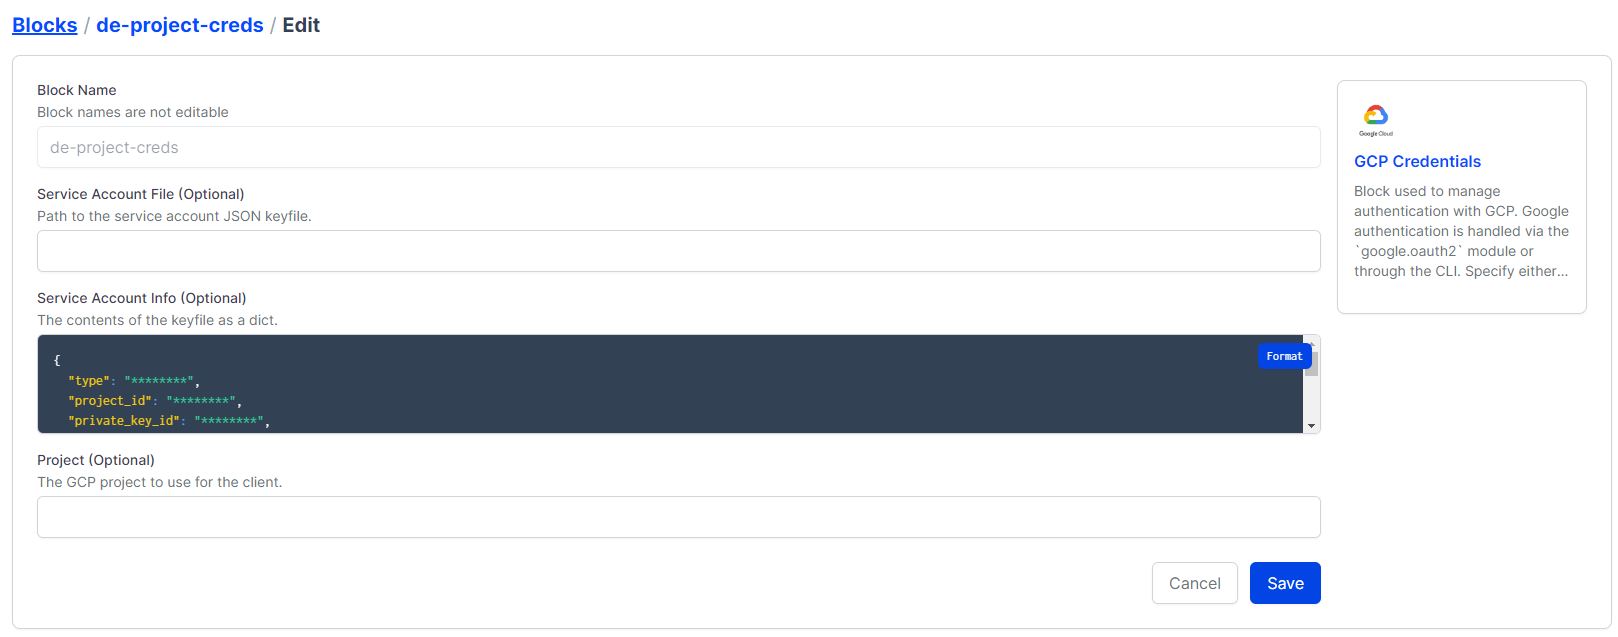 Blocks / de-project-creds / Edit
Block Name
Block names are not editable
de-project-creds
Service Account File (Optional)
Path to the service account JSON keyfile.
Service Account Info (Optional)
The contents of the keyfile as a dict.
Format
{
"type": "********",
"project_id": "********",
"private_key_id": "********",
Project (Optional)
The GCP project to use for the client.
Cancel
Save
Google Cloud
GCP Credentials
Block used to manage
authentication with GCP. Google
authentication is handled via the
`google.oauth2` module or
through the CLI. Specify either...